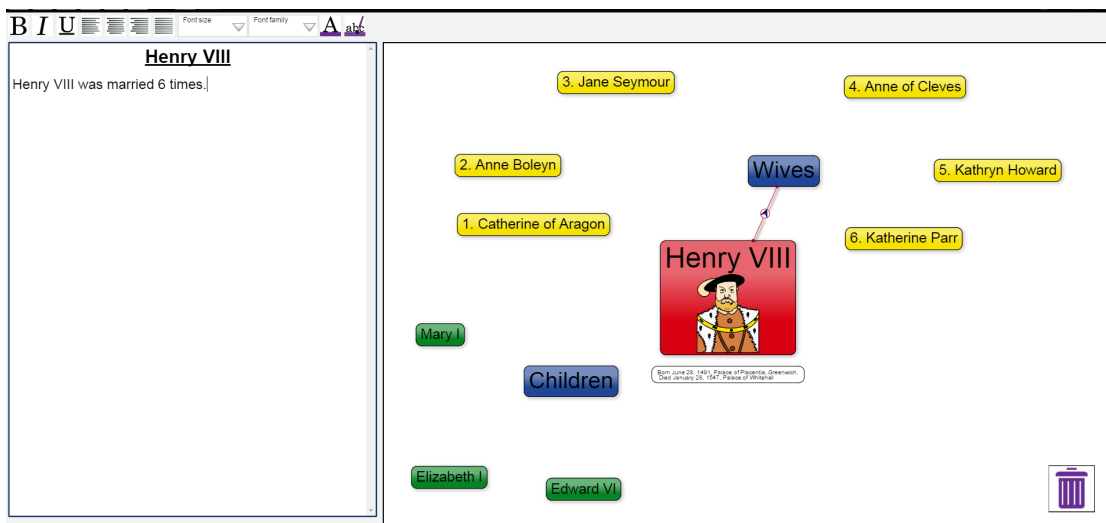 B I U Font size Font family A abc
Henry VIII
Henry VIII was married 6 times.
3. Jane Seymour
4. Anne of Cleves
2. Anne Boleyn
Wives
5. Kathryn Howard
1. Catherine of Aragon
6. Katherine Parr
Henry VIII
Mary I
Children
Born June 28, 1491, Palace of Placentia, Greenwich.
Died January 28, 1547, Palace of Whitehall
Elizabeth I
Edward VI